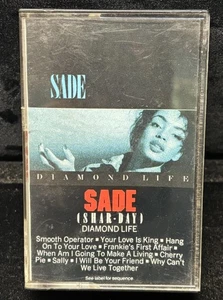 SADE
DIAMOND LIFE
SADE
(SHAR-DAY)
DIAMOND LIFE
Smooth Operator ▪ Your Love Is King ▪ Hang
On To Your Love ▪ Frankie's First Affair ▪
When Am I Going To Make A Living ▪ Cherry
Pie ▪ Sally ▪ I Will Be Your Friend ▪ Why Can't
We Live Together
See label for sequence